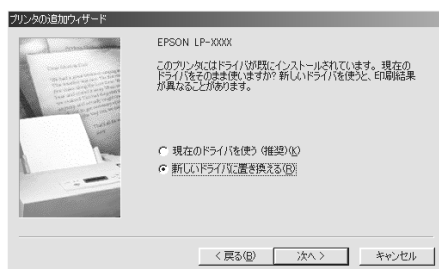 プリンタの追加ウィザード
EPSON LP-XXXX
このプリンタにはドライバが既にインストールされています。現在の
ドライバをそのまま使いますか? 新しいドライバを使うと、印刷結果
が異なることがあります。
現在のドライバを使う (推奨)(K)
新しいドライバに置き換える(R)
< 戻る(B)
次へ >
キャンセル